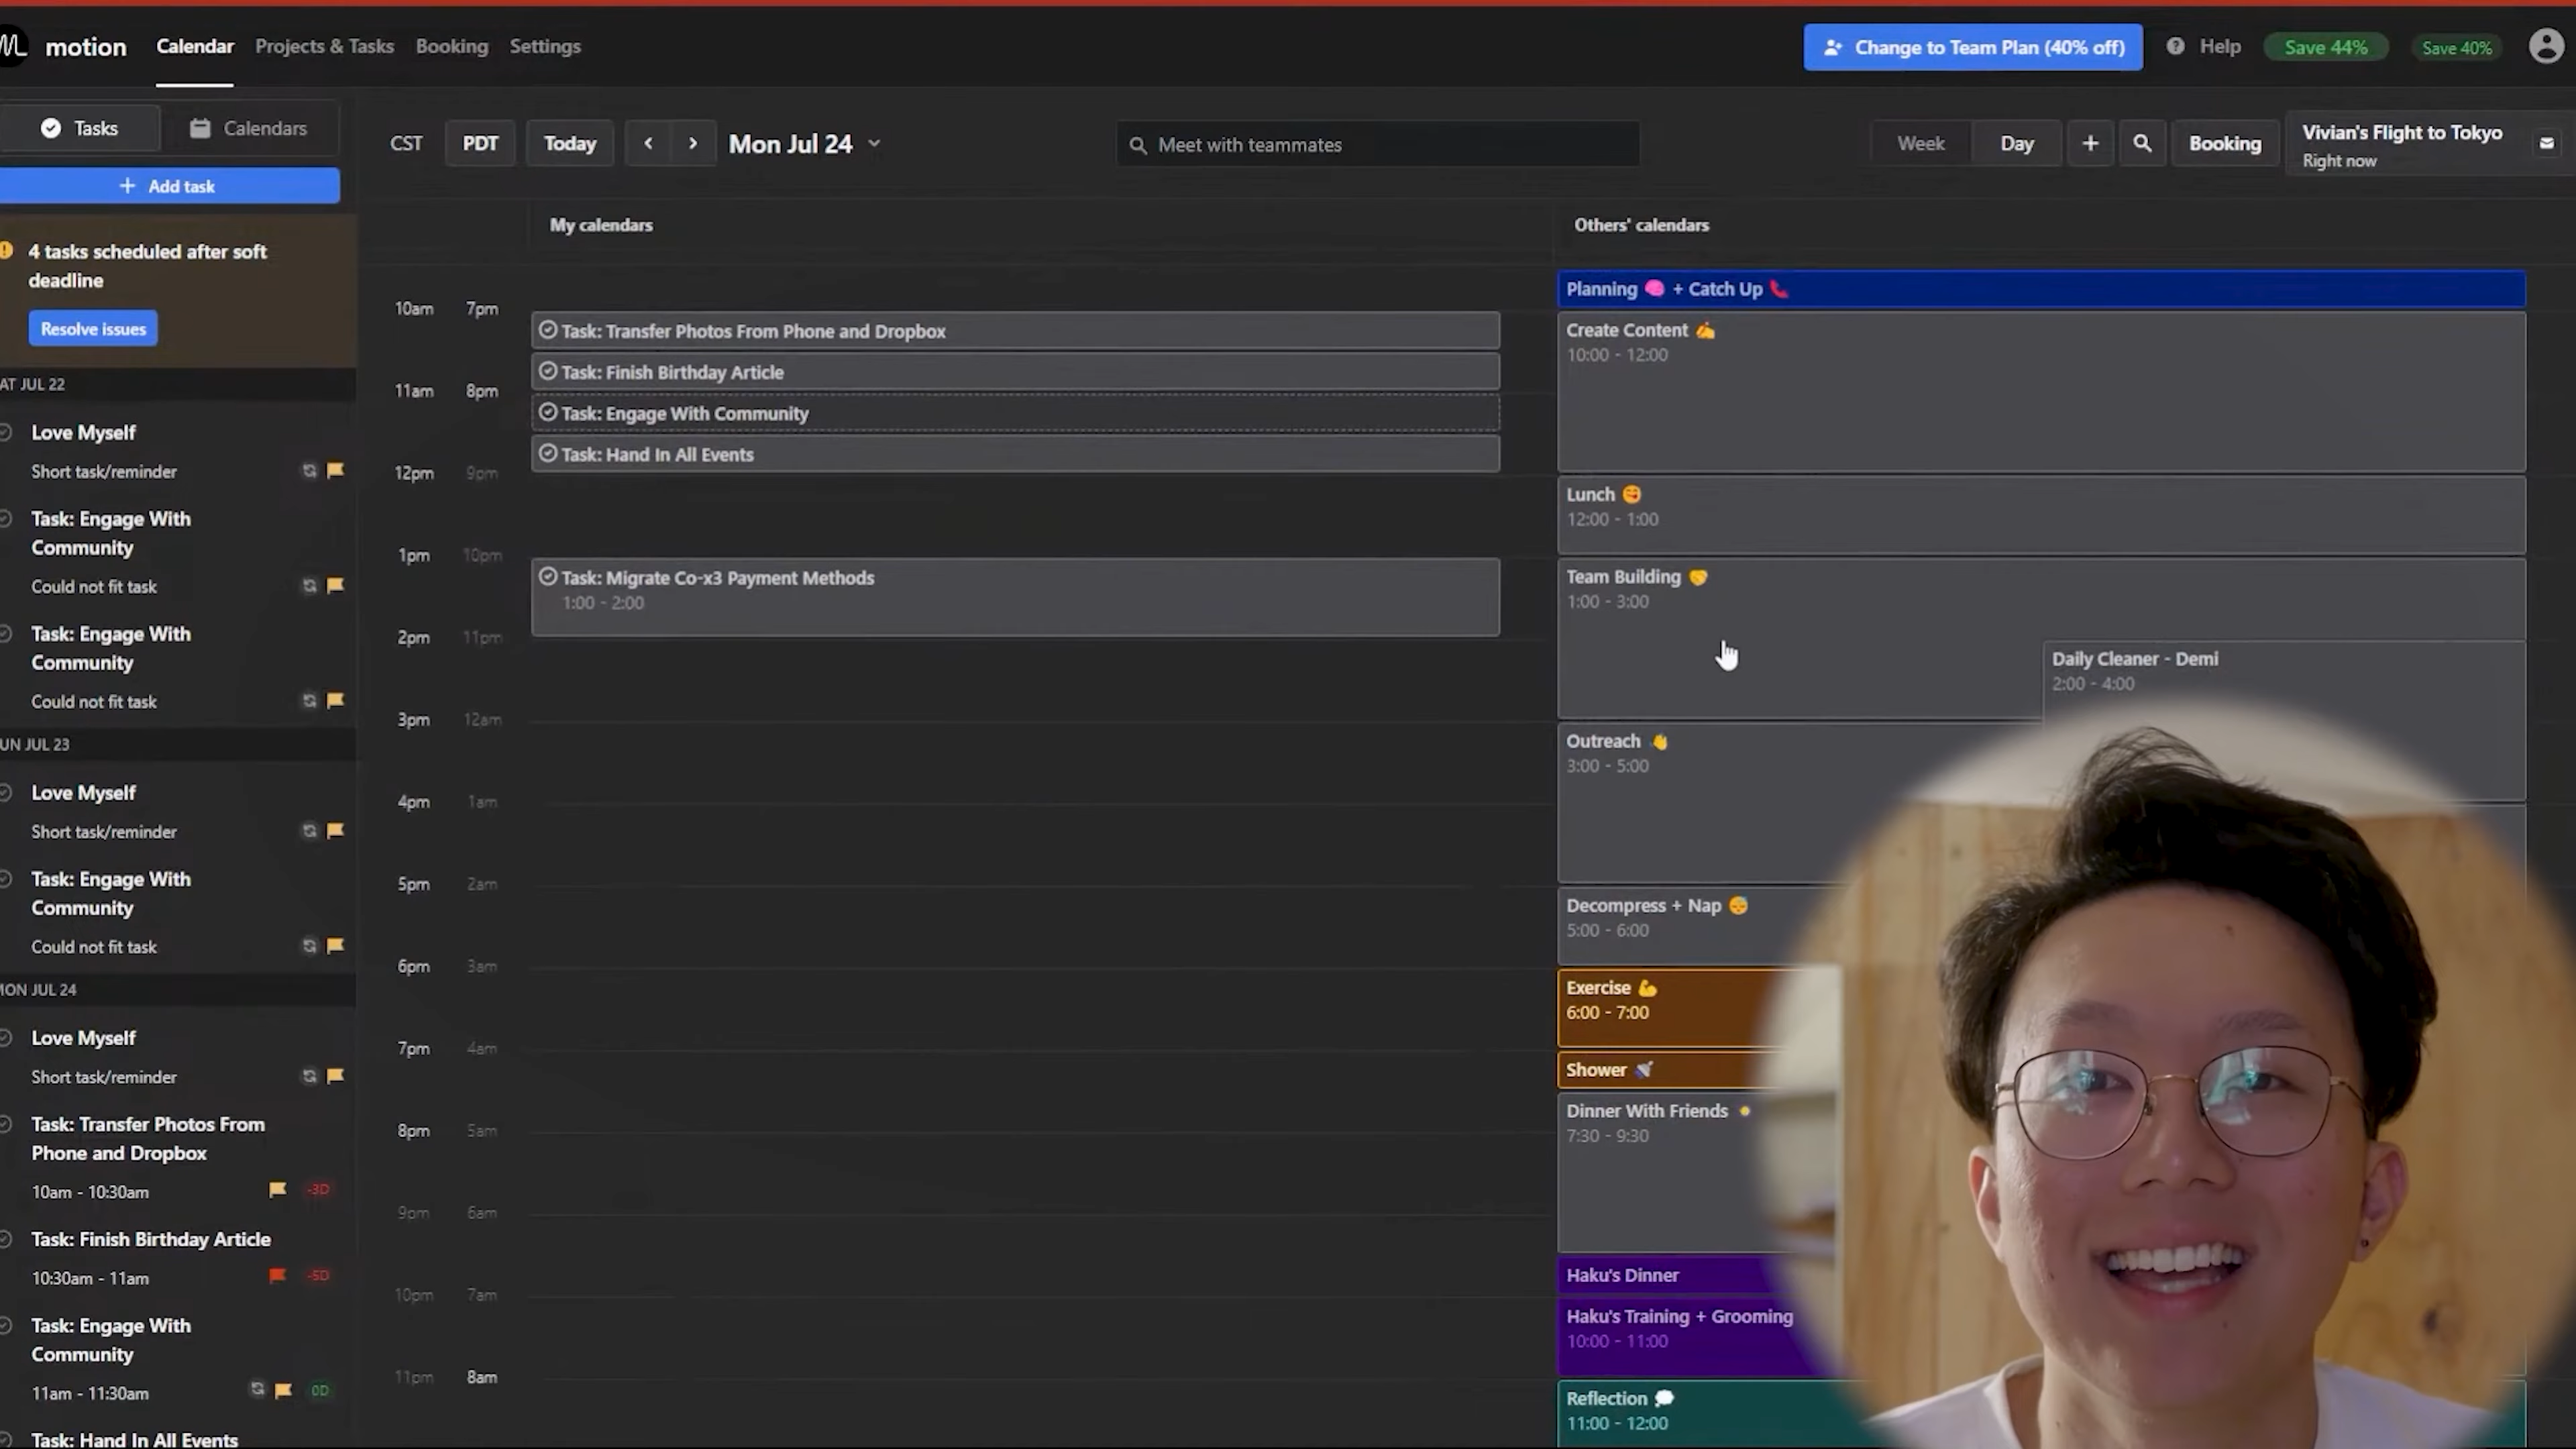 motion
Calendar
Projects & Tasks
Booking
Settings
Change to Team Plan (40% off)
Help
Save 44%
Save 40%
Tasks
Calendars
CST
PDT
Today
Mon Jul 24
Meet with teammates
Week
Day
Booking
Vivian's Flight to Tokyo
Right now
Add task
4 tasks scheduled after soft
deadline
Resolve issues
AT JUL 22
Love Myself
Short task/reminder
Task: Engage With
Community
Could not fit task
Task: Engage With
Community
Could not fit task
UN JUL 23
Love Myself
Short task/reminder
Task: Engage With
Community
Could not fit task
MON JUL 24
Love Myself
Short task/reminder
Task: Transfer Photos From
Phone and Dropbox
10am - 10:30am
-3D
Task: Finish Birthday Article
10:30am - 11am
-5D
Task: Engage With
Community
11am - 11:30am
0D
Task: Hand In All Events
My calendars
Others' calendars
10am 7pm
11am 8pm
12pm 9pm
1pm 10pm
2pm 11pm
3pm 12am
4pm 1am
5pm 2am
6pm 3am
7pm 4am
8pm 5am
9pm 6am
10pm 7am
11pm 8am
Task: Transfer Photos From Phone and Dropbox
Task: Finish Birthday Article
Task: Engage With Community
Task: Hand In All Events
Task: Migrate Co-x3 Payment Methods
1:00 - 2:00
Planning 🧠 + Catch Up 📞
Create Content ✍️
10:00 - 12:00
Lunch 😋
12:00 - 1:00
Team Building 🤝
1:00 - 3:00
Daily Cleaner - Demi
2:00 - 4:00
Outreach 👋
3:00 - 5:00
Decompress + Nap 😴
5:00 - 6:00
Exercise 💪
6:00 - 7:00
Shower 🚿
Dinner With Friends
7:30 - 9:30
Haku's Dinner
Haku's Training + Grooming
10:00 - 11:00
Reflection 💭
11:00 - 12:00